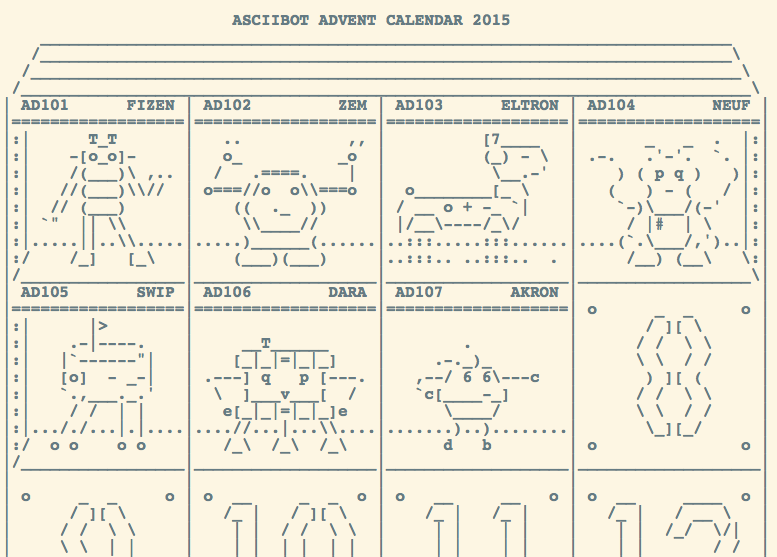 ASCIIBOT ADVENT CALENDAR 2015
AD101 FIZEN
AD102 ZEM
AD103 ELTRON
AD104 NEUF
AD105 SWIP
AD106 DARA
AD107 AKRON